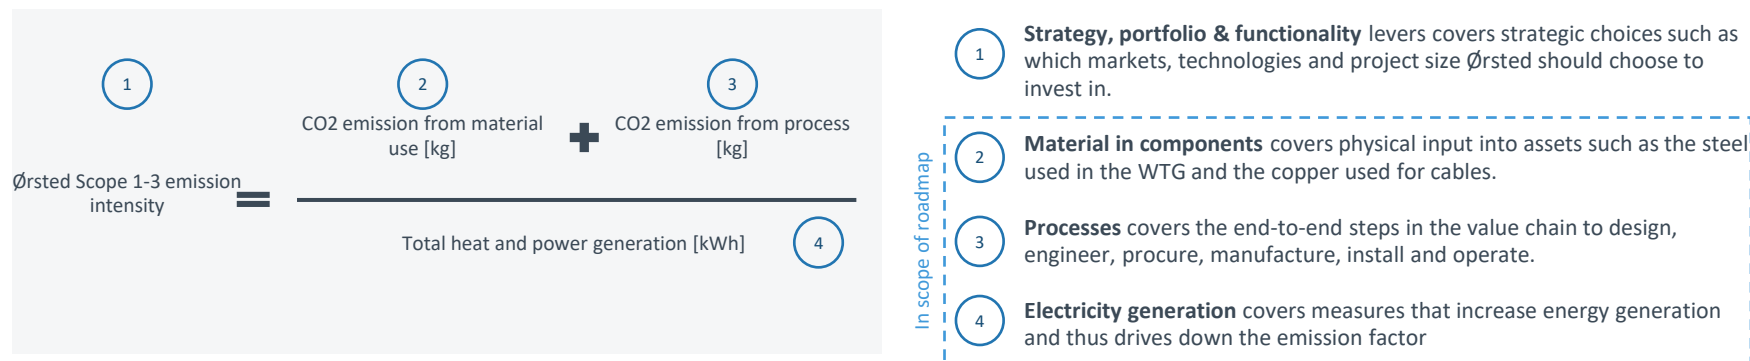 1
2
3
CO2 emission from material
use [kg]
CO2 emission from process
[kg]
Ørsted Scope 1-3 emission
intensity
Total heat and power generation [kWh]
4
1
Strategy, portfolio & functionality levers covers strategic choices such as
which markets, technologies and project size Ørsted should choose to
invest in.
In scope of roadmap
2
Material in components covers physical input into assets such as the steel
used in the WTG and the copper used for cables.
3
Processes covers the end-to-end steps in the value chain to design,
engineer, procure, manufacture, install and operate.
4
Electricity generation covers measures that increase energy generation
and thus drives down the emission factor